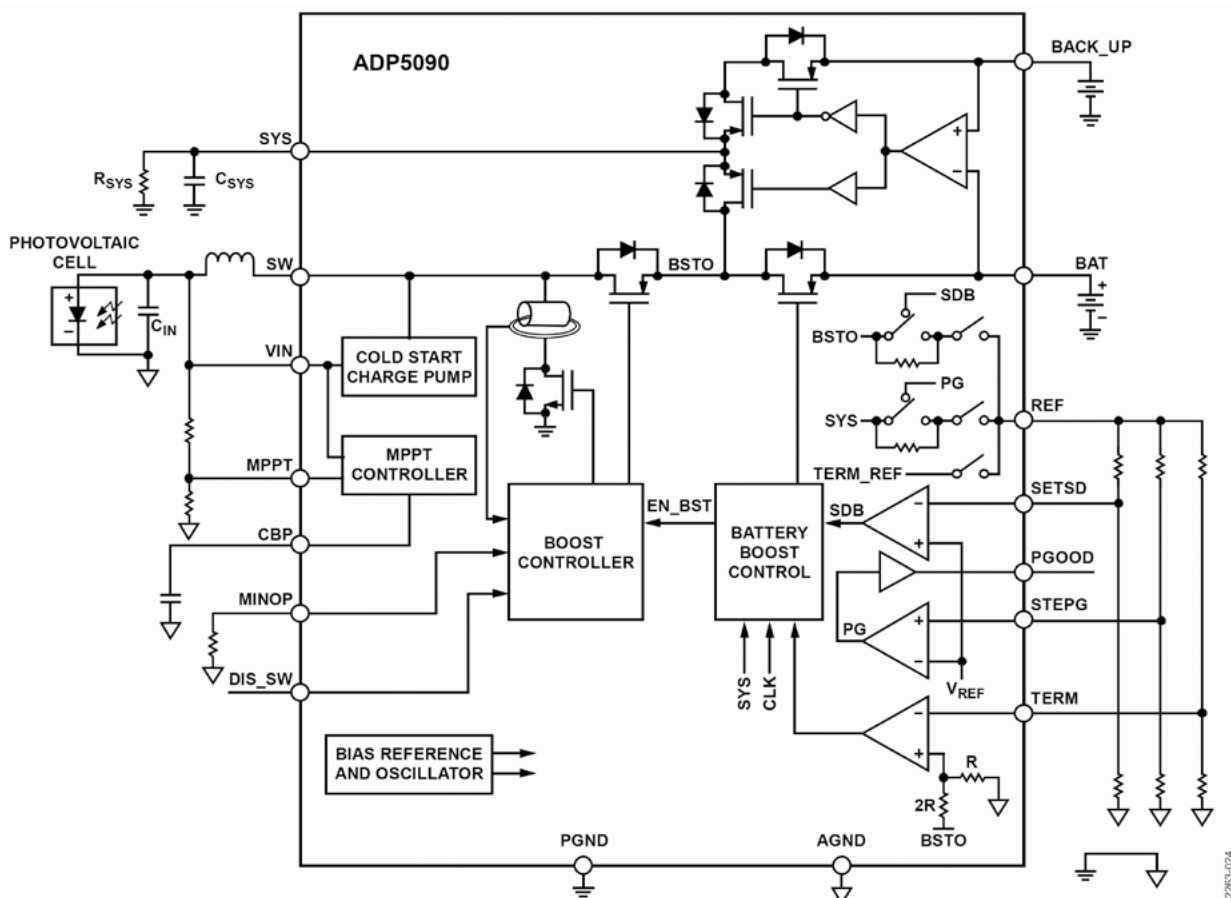 ADP5090
BACK_UP
SYS
RSYS
CSYS
PHOTOVOLTAIC
CELL
SW
BSTO
BAT
CIN
VIN
COLD START
CHARGE PUMP
SDB
BSTO
PG
SYS
REF
MPPT
MPPT
CONTROLLER
TERM_REF
SETSD
CBP
BOOST
CONTROLLER
EN_BST
BATTERY
BOOST
CONTROL
SDB
PGOOD
MINOP
STEPG
PG
DIS_SW
SYS
CLK
VREF
TERM
BIAS REFERENCE
AND OSCILLATOR
R
2R
BSTO
PGND
AGND